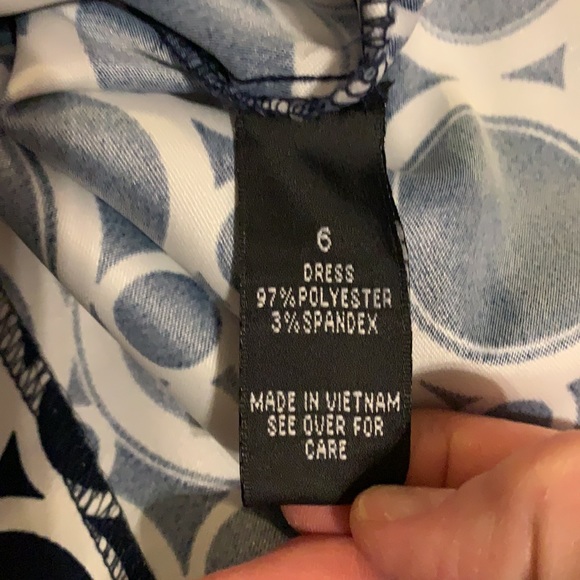 6
DRESS
97%POLYESTER
3%SPANDEX
MADE IN VIETNAM
SEE OVER FOR
CARE